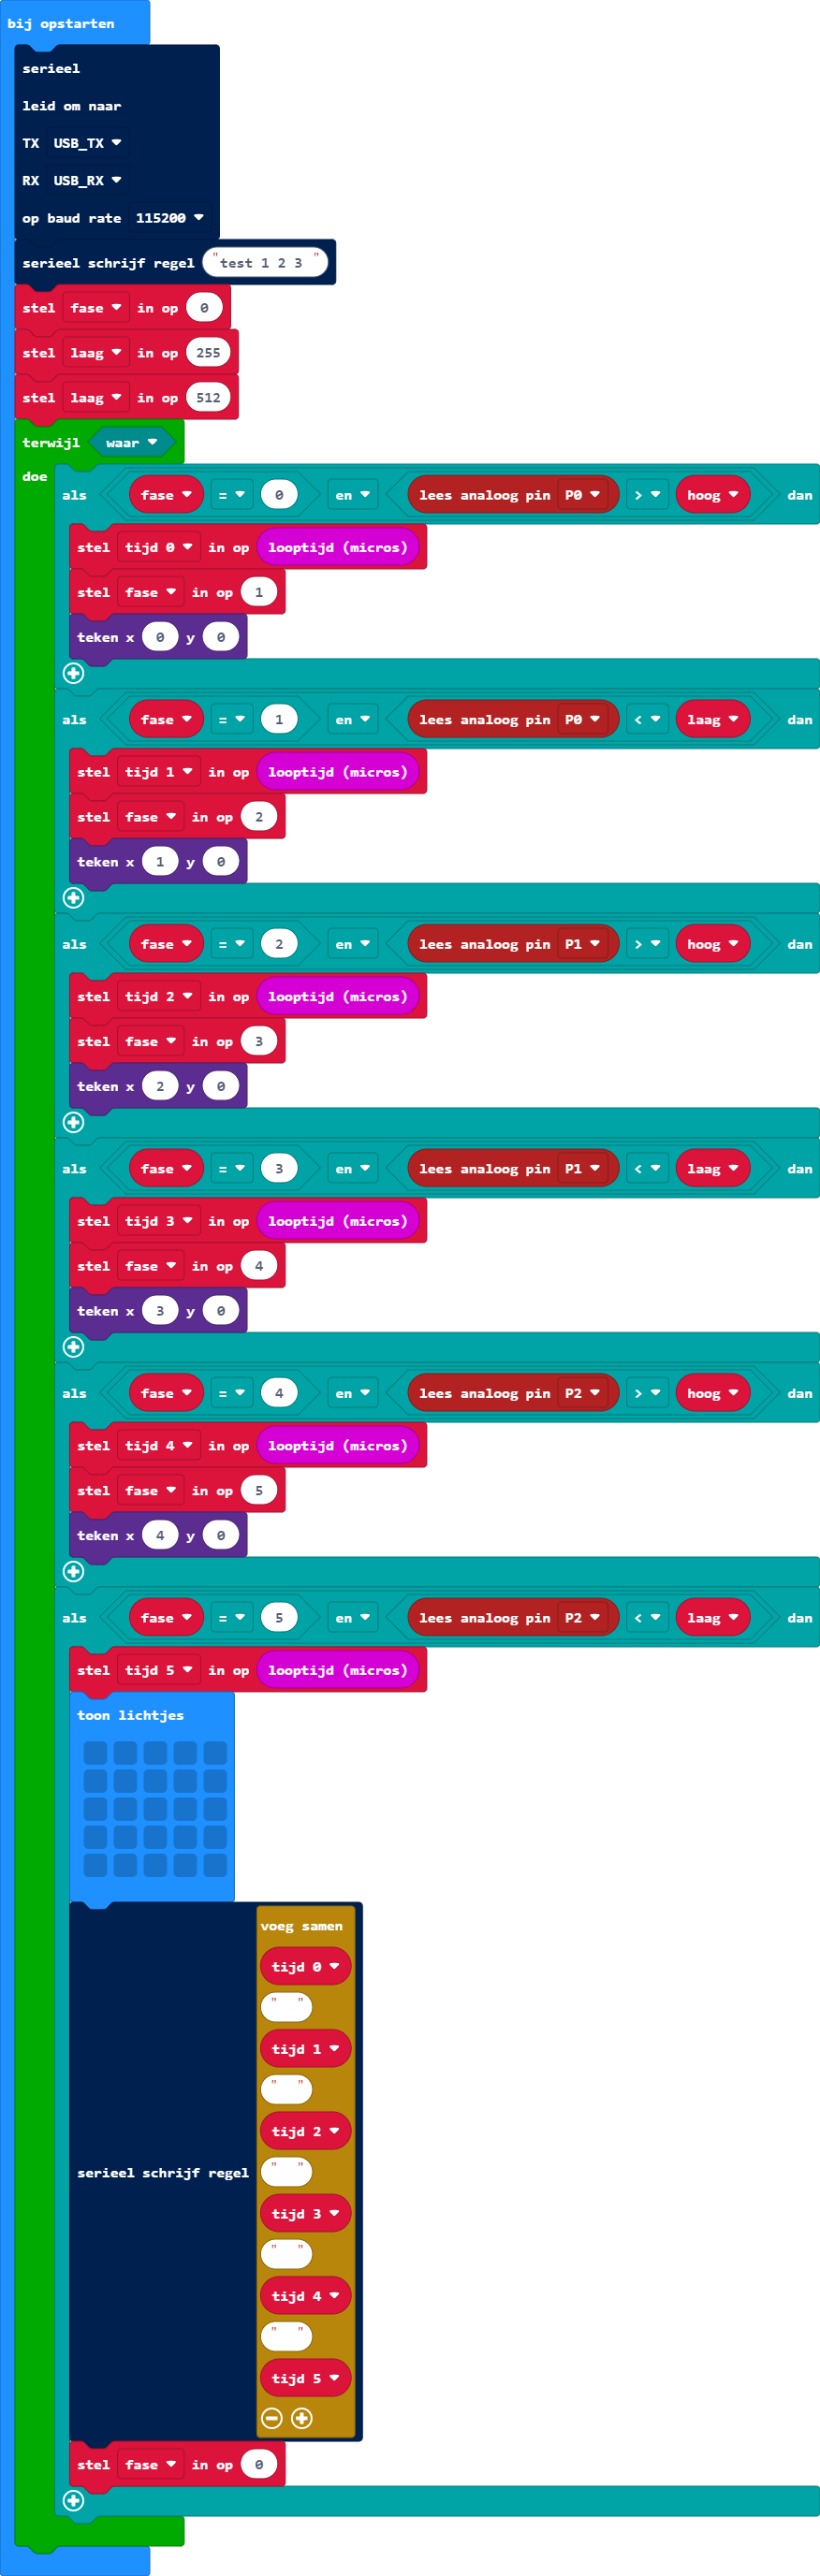 bij opstarten
serieel
leid om naar
TX USB_TX
RX USB_RX
op baud rate 115200
serieel schrijf regel "test 1 2 3 "
stel fase in op 0
stel laag in op 255
stel laag in op 512
terwijl waar
doe
als fase = 0 en lees analoog pin P0 > hoog dan
stel tijd 0 in op looptijd (micros)
stel fase in op 1
teken x 0 y 0
als fase = 1 en lees analoog pin P0 < laag dan
stel tijd 1 in op looptijd (micros)
stel fase in op 2
teken x 1 y 0
als fase = 2 en lees analoog pin P1 > hoog dan
stel tijd 2 in op looptijd (micros)
stel fase in op 3
teken x 2 y 0
als fase = 3 en lees analoog pin P1 < laag dan
stel tijd 3 in op looptijd (micros)
stel fase in op 4
teken x 3 y 0
als fase = 4 en lees analoog pin P2 > hoog dan
stel tijd 4 in op looptijd (micros)
stel fase in op 5
teken x 4 y 0
als fase = 5 en lees analoog pin P2 < laag dan
stel tijd 5 in op looptijd (micros)
toon lichtjes
serieel schrijf regel
voeg samen
tijd 0
" "
tijd 1
" "
tijd 2
" "
tijd 3
" "
tijd 4
" "
tijd 5
stel fase in op 0